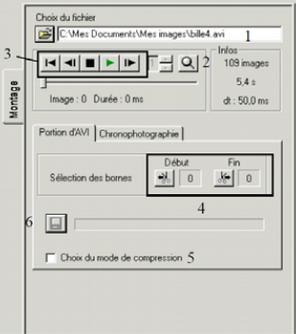 Choix du fichier
C:\Mes Documents\Mes images\bille4.avi 1
3
1
2
Infos
109 images
5,4 s
dt : 50,0 ms
Image : 0 Durée : 0 ms
Montage
Portion d'AVI Chronophotographie
Début Fin
Sélection des bornes 0 0
4
6
Choix du mode de compression 5